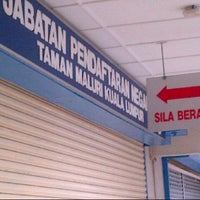 JABATAN PENDAFTARAN NEGA
TAMAN MALURI KUALA LUMPUR
SILA BERA